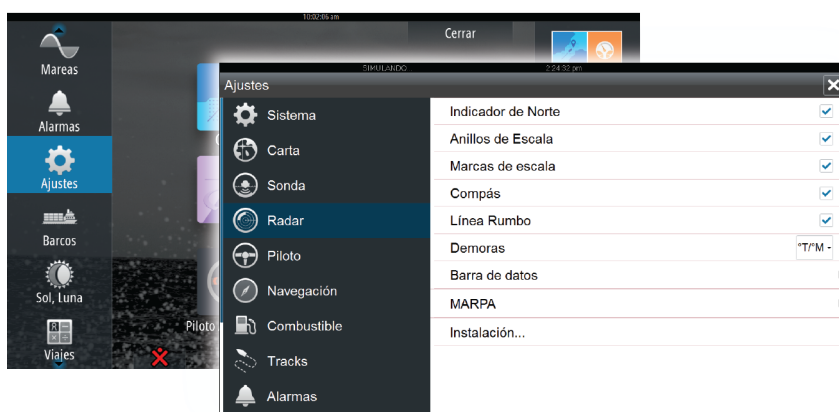 10:02:06 am
Cerrar
Mareas
Alarmas
Ajustes
Barcos
Sol, Luna
Viajes
Piloto
SIMULANDO
2:24:32 pm
Ajustes
Sistema
Carta
Sonda
Radar
Piloto
Navegación
Combustible
Tracks
Alarmas
Indicador de Norte
Anillos de Escala
Marcas de escala
Compás
Línea Rumbo
Demoras
°T/°M
Barra de datos
MARPA
Instalación...